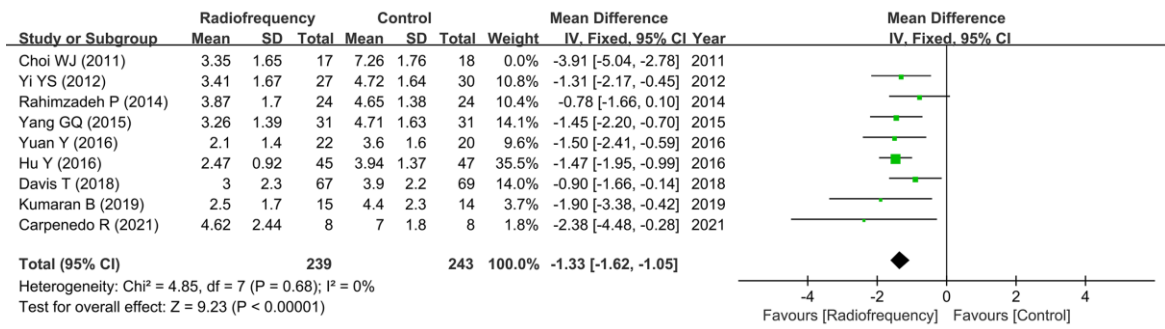 Radiofrequency Control Mean Difference Mean Difference
Study or Subgroup Mean SD Total Mean SD Total Weight IV, Fixed, 95% CI Year IV, Fixed, 95% CI
Choi WJ (2011) 3.35 1.65 17 7.26 1.76 18 0.0% -3.91 [-5.04, -2.78] 2011
Yi YS (2012) 3.41 1.67 27 4.72 1.64 30 10.8% -1.31 [-2.17, -0.45] 2012
Rahimzadeh P (2014) 3.87 1.7 24 4.65 1.38 24 10.4% -0.78 [-1.66, 0.10] 2014
Yang GQ (2015) 3.26 1.39 31 4.71 1.63 31 14.1% -1.45 [-2.20, -0.70] 2015
Yuan Y (2016) 2.1 1.4 22 3.6 1.6 20 9.6% -1.50 [-2.41, -0.59] 2016
Hu Y (2016) 2.47 0.92 45 3.94 1.37 47 35.5% -1.47 [-1.95, -0.99] 2016
Davis T (2018) 3 2.3 67 3.9 2.2 69 14.0% -0.90 [-1.66, -0.14] 2018
Kumaran B (2019) 2.5 1.7 15 4.4 2.3 14 3.7% -1.90 [-3.38, -0.42] 2019
Carpenedo R (2021) 4.62 2.44 8 7 1.8 8 1.8% -2.38 [-4.48, -0.28] 2021
Total (95% CI) 239 243 100.0% -1.33 [-1.62, -1.05]
Heterogeneity: Chi² = 4.85, df = 7 (P = 0.68); I² = 0%
Test for overall effect: Z = 9.23 (P < 0.00001)
-4 -2 0 2 4
Favours [Radiofrequency] Favours [Control]